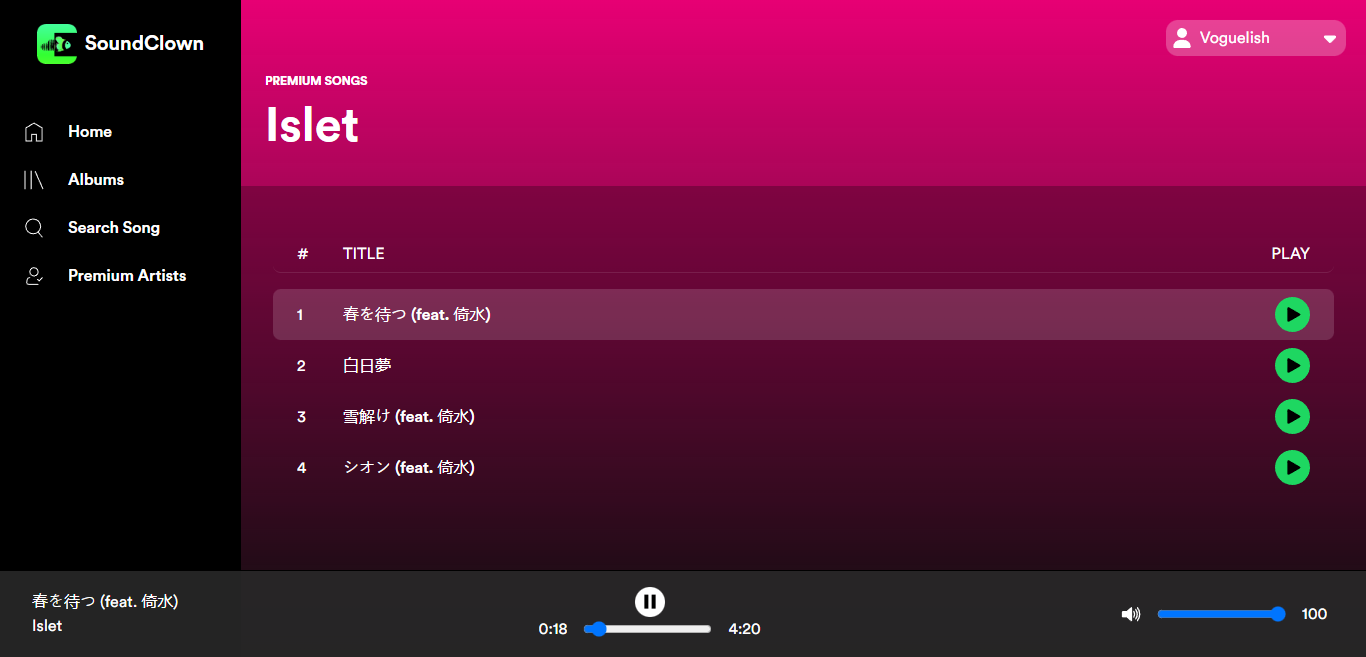 SoundClown
Voguelish
Home
Albums
Search Song
Premium Artists
PREMIUM SONGS
Islet
# TITLE PLAY
1 春を待つ (feat. 倚水)
2 白日夢
3 雪解け (feat. 倚水)
4 シオン (feat. 倚水)
春を待つ (feat. 倚水)
Islet
0:18 4:20
100